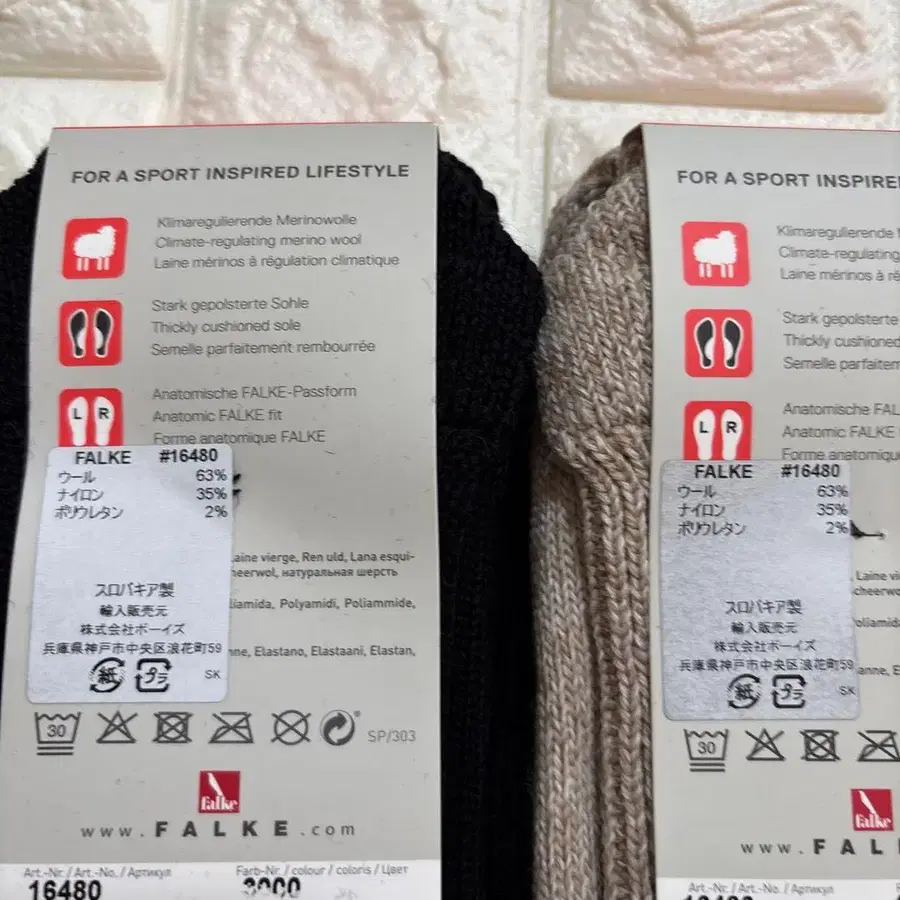 FOR A SPORT INSPIRED LIFESTYLE
Klimaregulierende Merinowolle
Climate-regulating merino wool
Laine mérinos à régulation climatique
Stark gepolsterte Sohle
Thickly cushioned sole
Semelle parfaitement rembourrée
L R
Anatomische FALKE-Passform
Anatomic FALKE fit
Forme anatomique FALKE
FALKE #16480
ウール 63%
ナイロン 35%
ポリウレタン 2%
スロバキア製
輸入販売元
株式会社ボーイズ
兵庫県神戸市中央区浪花町59
紙 プラ SK
Laine vierge, Ren uld, Lana esqui-
натуральная шерсть
Polyamidi, Poliammide,
Elastano, Elastaani, Elastan,
30
SP/303
falke
www.FALKE.com
Art.-Nr./Art.-No./Артикул
16480
Farb-Nr./colour/coloris/Цвет
FOR A SPORT INSPIRE
Klimaregulierende
Climate-regulating
Laine mérinos à
Stark gepolsterte
Thickly cushioned
Semelle
L R
Anatomische
Anatomic FALKE
Forme anatomique
FALKE #16480
ウール 63%
ナイロン 35%
ポリウレタン 2%
スロバキア製
輸入販売元
株式会社ボーイズ
兵庫県神戸市中央区浪花町59
紙 プラ SK
Laine
30
falke
www.FAL
Art.-Nr./Art.-No./Артикул